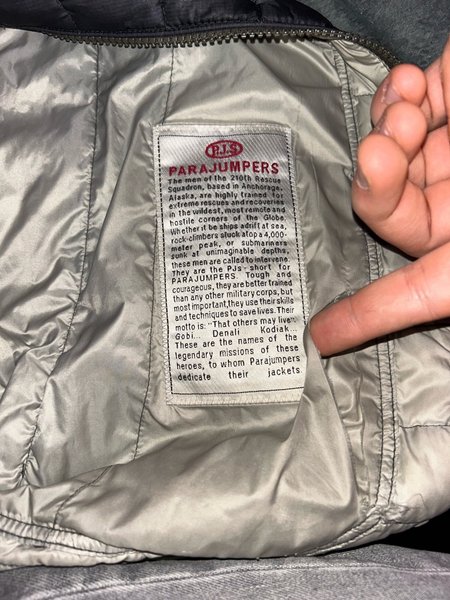 P.J.S
PARAJUMPERS
The men of the 210th Rescue
Squadron, based in Anchorage,
Alaska, are highly trained for
extreme rescues and recoveries
in the wildest, most remote and
hostile corners of the Globe.
Whether it be ships adrift at sea,
rock-climbers stuck atop a 4,000-
meter peak, or submariners
sunk at unimaginable depths,
these men are called to intervene.
They are the PJs-short for
PARAJUMPERS. Tough and
courageous, they are better trained
than any other military corps, but
most important, they use their skills
and techniques to save lives. Their
motto is: "That others may live"
Gobi... Denali Kodiak...
These are the names of the
legendary missions of these
heroes, to whom Parajumpers
dedicate their jackets